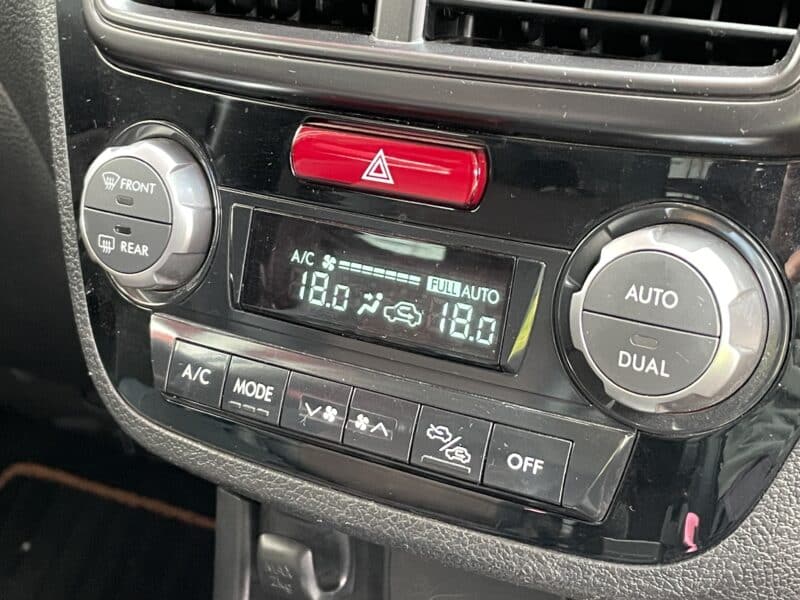 FRONT
REAR
A/C
FULL AUTO
18.0 18.0
AUTO
DUAL
A/C MODE OFF